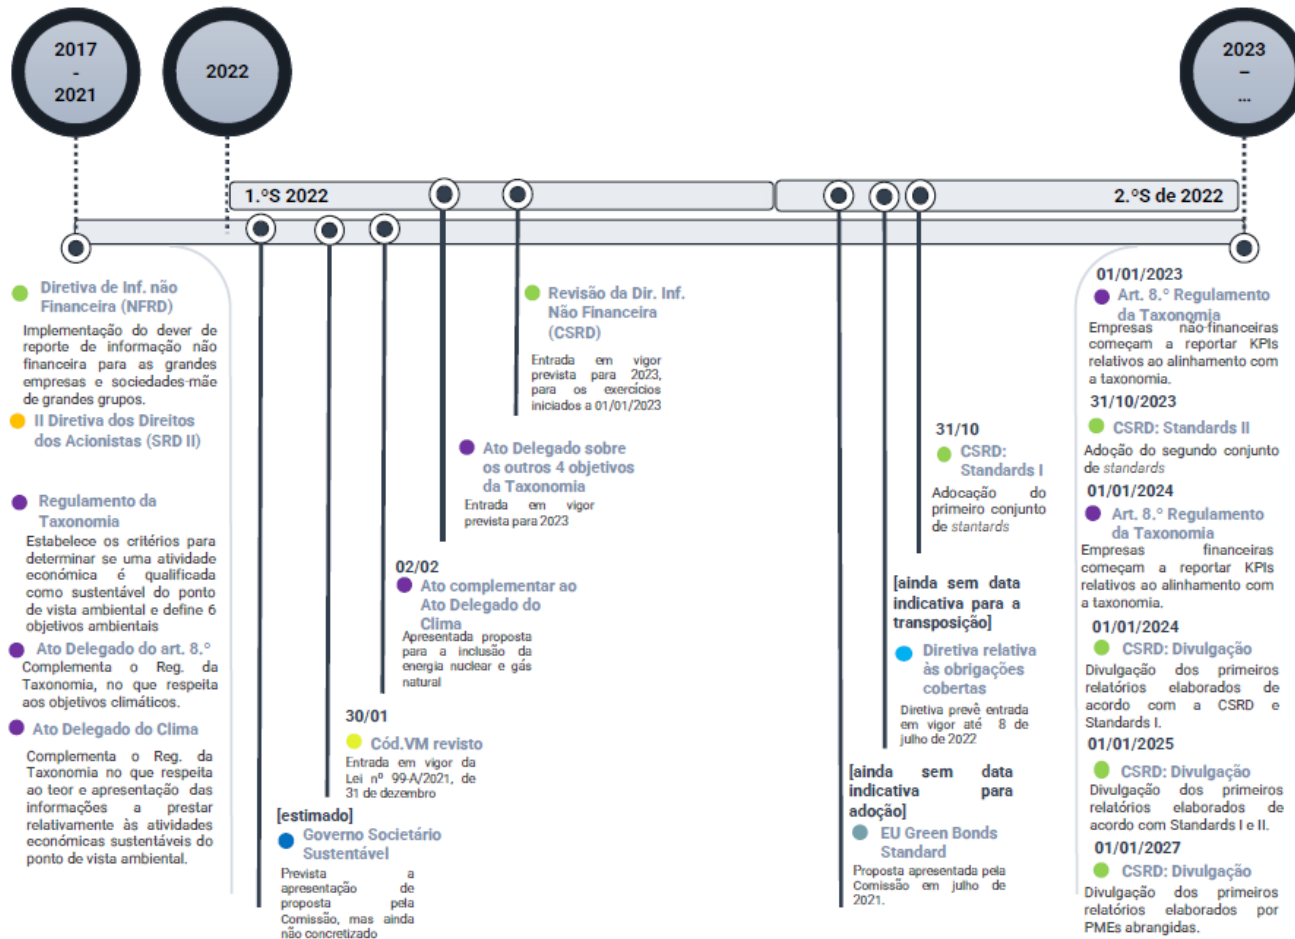 2017
-
2021
2022
2023
–
...
1.ºS 2022
2.ºS de 2022
Diretiva de Inf. não
Financeira (NFRD)
Implementação do dever de
reporte de informação não
financeira para as grandes
empresas e sociedades-mãe
de grandes grupos.
II Diretiva dos Direitos
dos Acionistas (SRD II)
Regulamento da
Taxonomia
Estabelece os critérios para
determinar se uma atividade
económica é qualificada
como sustentável do ponto
de vista ambiental e define 6
objetivos ambientais
Ato Delegado do art. 8.º
Complementa o Reg. da
Taxonomia, no que respeita
aos objetivos climáticos.
Ato Delegado do Clima
Complementa o Reg. da
Taxonomia no que respeita
ao teor e apresentação das
informações a prestar
relativamente às atividades
económicas sustentáveis do
ponto de vista ambiental.
[estimado]
Governo Societário
Sustentável
Prevista a
apresentação de
proposta pela
Comissão, mas ainda
não concretizado
30/01
Cód.VM revisto
Entrada em vigor da
Lei nº 99-A/2021, de
31 de dezembro
02/02
Ato complementar ao
Ato Delegado do
Clima
Apresentada proposta
para a inclusão da
energia nuclear e gás
natural
Ato Delegado sobre
os outros 4 objetivos
da Taxonomia
Entrada em vigor
prevista para 2023
Revisão da Dir. Inf.
Não Financeira
(CSRD)
Entrada em vigor
prevista para 2023,
para os exercícios
iniciados a 01/01/2023
[ainda sem data
indicativa para
adoção]
EU Green Bonds
Standard
Proposta apresentada pela
Comissão em julho de
2021.
[ainda sem data
indicativa para a
transposição]
Diretiva relativa
às obrigações
cobertas
Diretiva prevê entrada
em vigor até 8 de
julho de 2022
31/10
CSRD:
Standards I
Adocação do
primeiro conjunto
de stantards
01/01/2023
Art. 8.º Regulamento
da Taxonomia
Empresas não-financeiras
começam a reportar KPIs
relativos ao alinhamento com
a taxonomia.
31/10/2023
CSRD: Standards II
Adoção do segundo conjunto
de standards
01/01/2024
Art. 8.º Regulamento
da Taxonomia
Empresas financeiras
começam a reportar KPIs
relativos ao alinhamento com
a taxonomia.
01/01/2024
CSRD: Divulgação
Divulgação dos primeiros
relatórios elaborados de
acordo com a CSRD e
Standards I.
01/01/2025
CSRD: Divulgação
Divulgação dos primeiros
relatórios elaborados de
acordo com Standards I e II.
01/01/2027
CSRD: Divulgação
Divulgação dos primeiros
relatórios elaborados por
PMEs abrangidas.